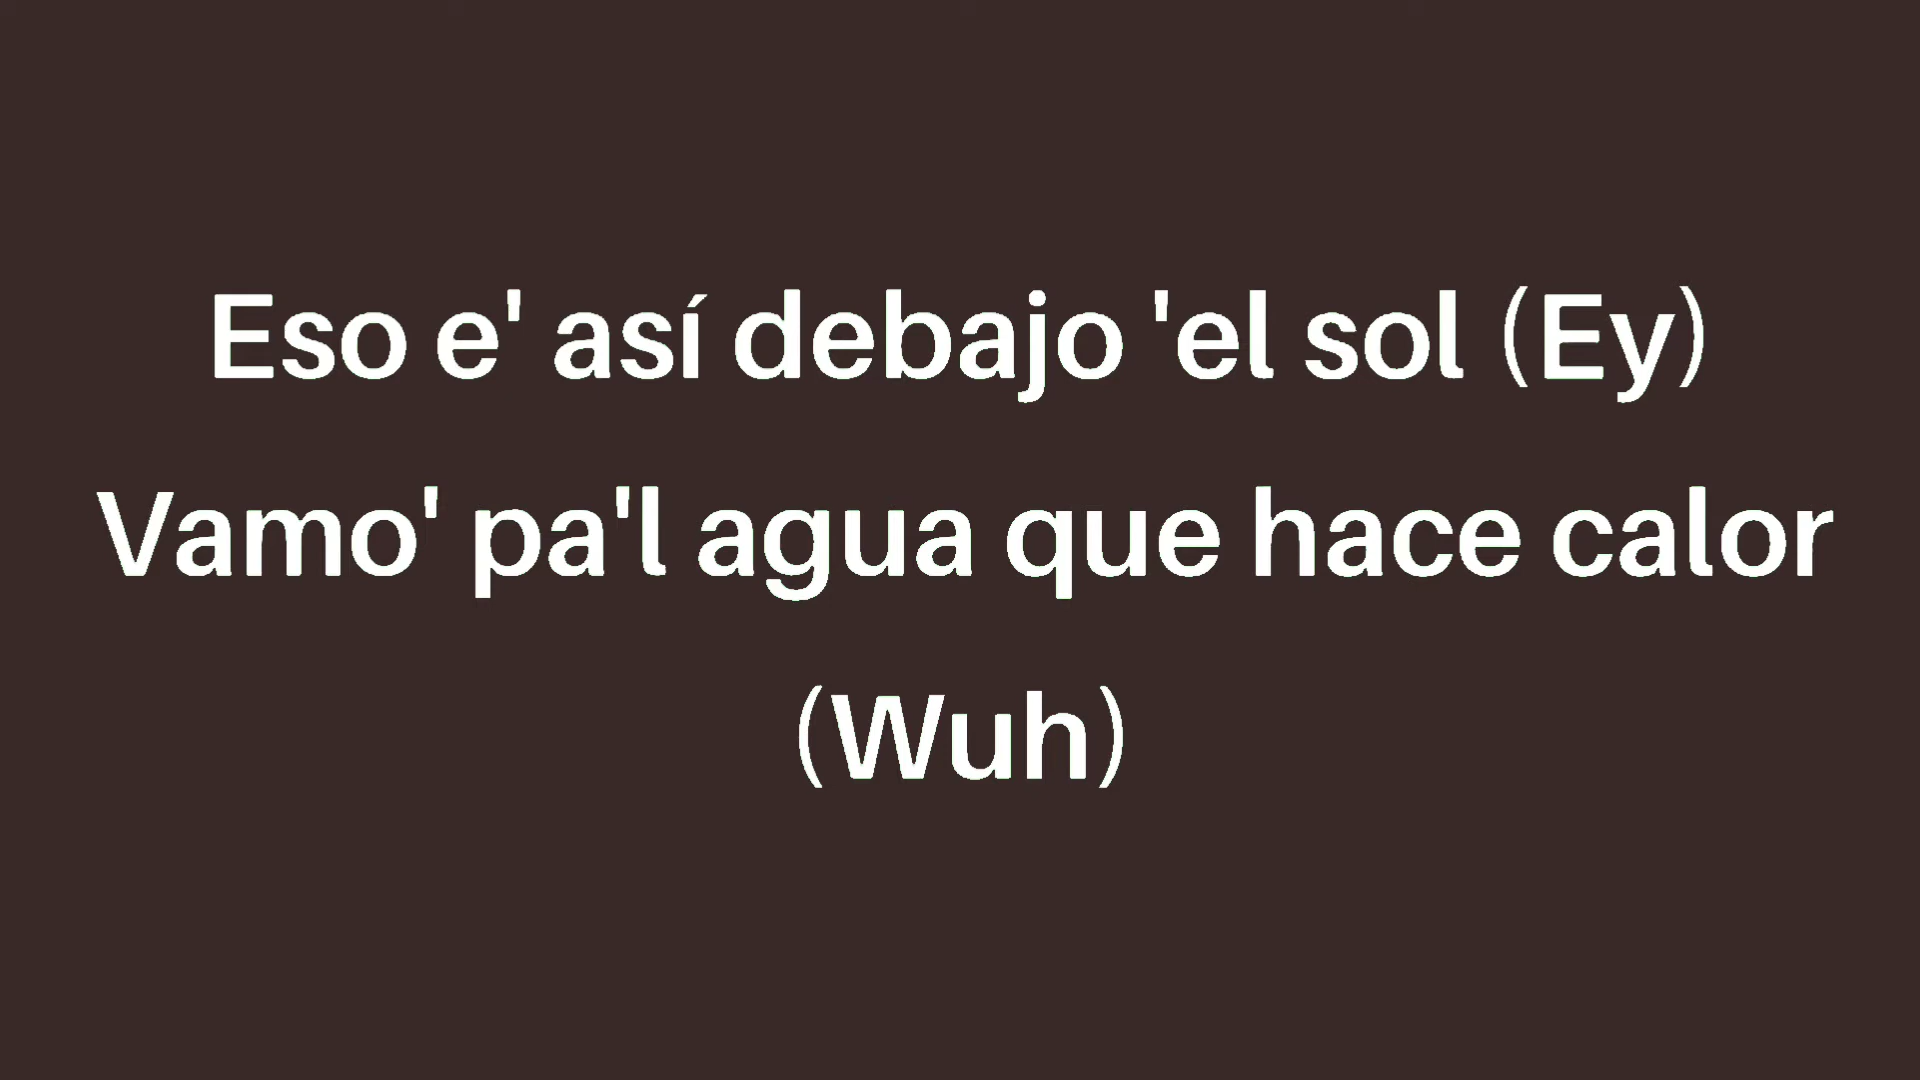 Eso e' así debajo 'el sol (Ey)
Vamo' pa'l agua que hace calor
(Wuh)